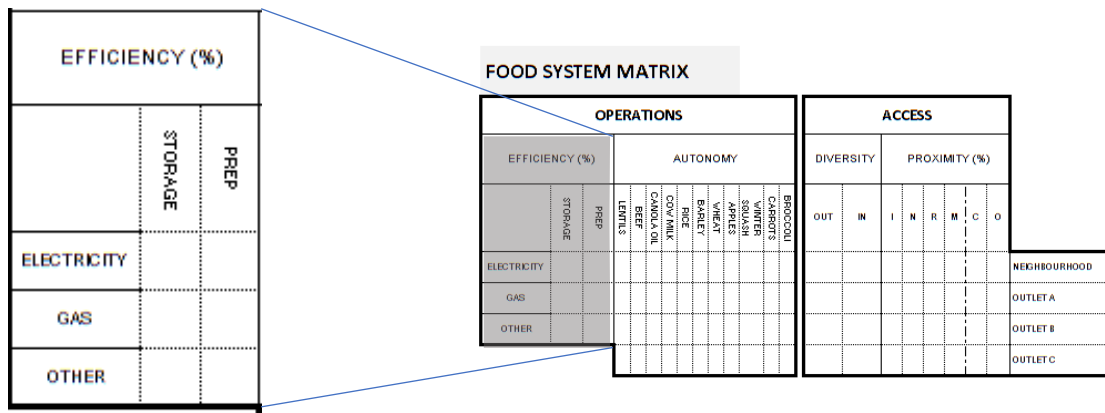 EFFICIENCY (%)
STORAGE
PREP
ELECTRICITY
GAS
OTHER
FOOD SYSTEM MATRIX
OPERATIONS
ACCESS
EFFICIENCY (%)
AUTONOMY
DIVERSITY
PROXIMITY (%)
STORAGE
PREP
LENTILS
BEEF
CANOLA OIL
COW MILK
RICE
BARLEY
WHEAT
APPLES
SQUASH
WINTER
CARROTS
BROCCOLI
OUT
IN
I
N
R
M
C
O
ELECTRICITY
NEIGHBOURHOOD
GAS
OUTLET A
OTHER
OUTLET B
OUTLET C